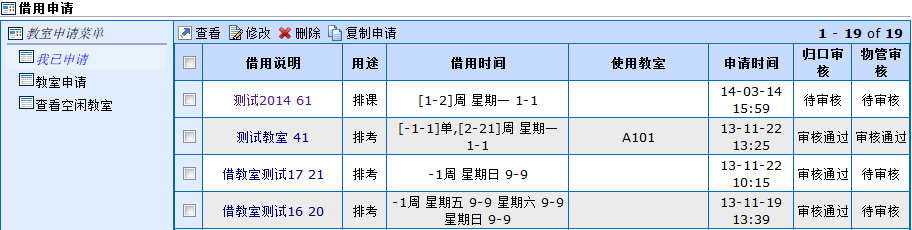 借用申请
教室申请菜单
我已申请
教室申请
查看空闲教室
查看 修改 删除 复制申请 1 - 19 of 19
借用说明 用途 借用时间 使用教室 申请时间 归口审核 物管审核
测试2014 61 排课 [1-2]周 星期一 1-1 14-03-14 15:59 待审核 待审核
测试教室 41 排考 [-1-1]单,[2-21]周 星期一 1-1 A101 13-11-22 13:25 审核通过 审核通过
借教室测试17 21 排考 -1周 星期日 9-9 13-11-22 10:15 审核通过 待审核
借教室测试16 20 排考 -1周 星期五 9-9 星期六 9-9 星期日 9-9 13-11-19 13:39 审核通过 待审核